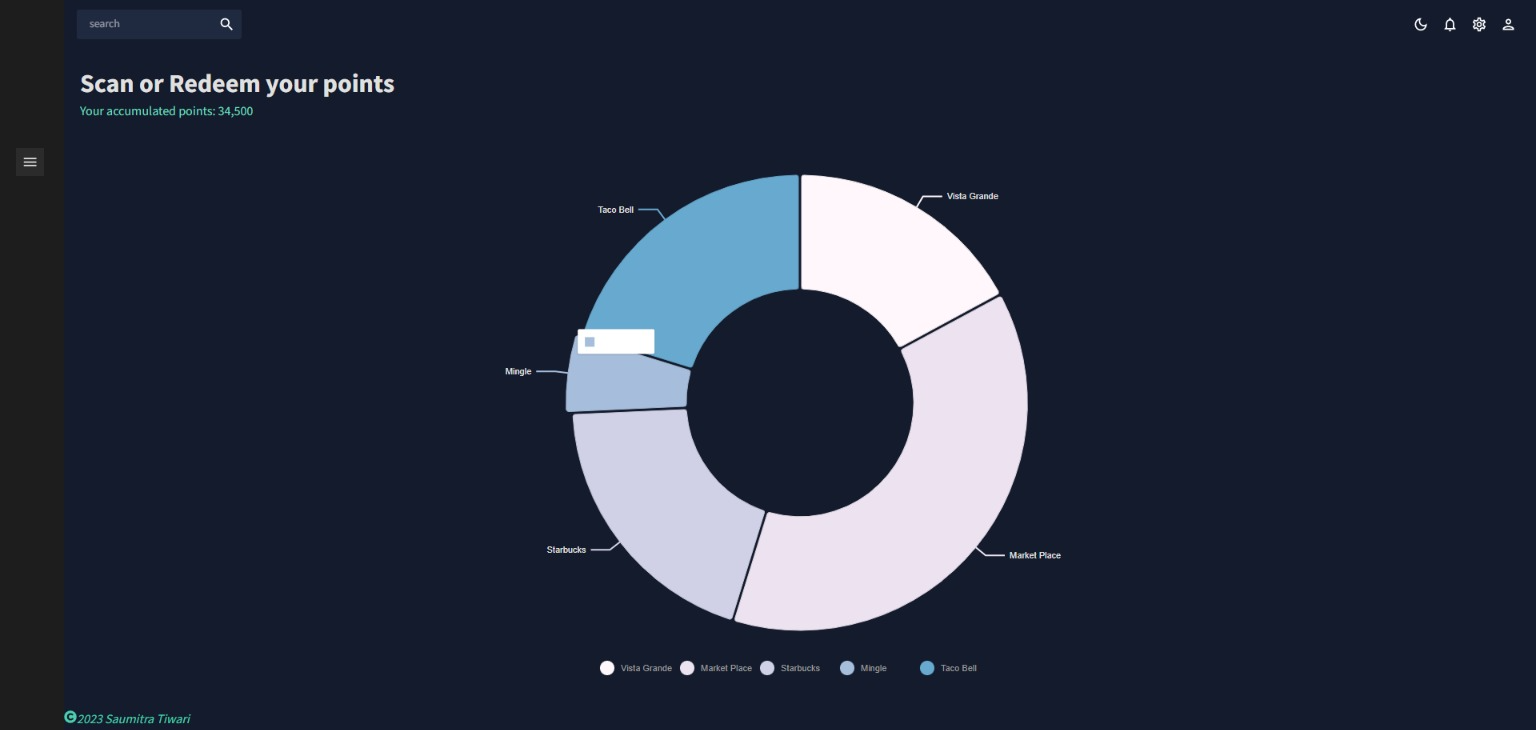 search
Scan or Redeem your points
Your accumulated points: 34,500
Vista Grande
Taco Bell
Mingle
Starbucks
Market Place
Vista Grande Market Place Starbucks Mingle Taco Bell
©2023 Saumitra Tiwari